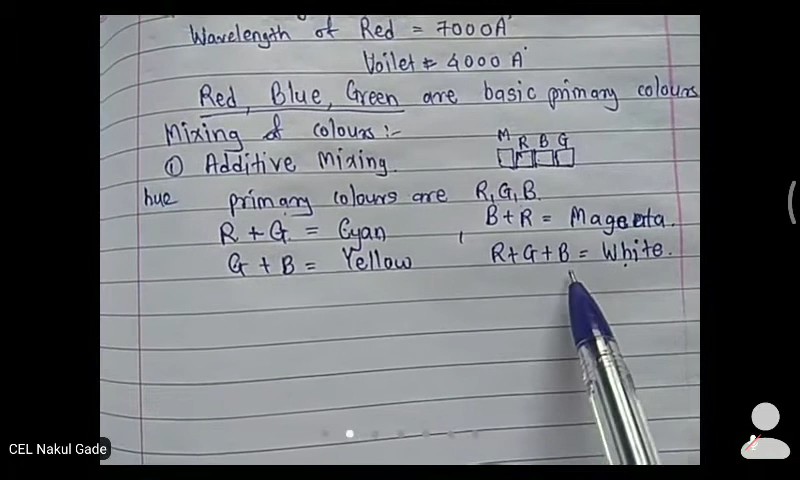 Wavelength of Red = 7000A°
Voilet = 4000 A°
Red, Blue, Green are basic primary colours
Mixing of colours :-
① Additive Mixing.
M R B G
hue primary colours are R, G, B.
R + G = Cyan , B + R = Magenta.
G + B = Yellow R + G + B = White.
CEL Nakul Gade